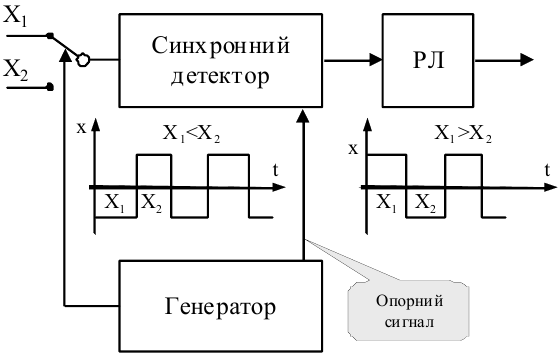 X1
X2
Синхронний
детектор
РЛ
x
X1<X2
t
X1
X2
x
X1>X2
t
X1
X2
Генератор
Опорний
сигнал